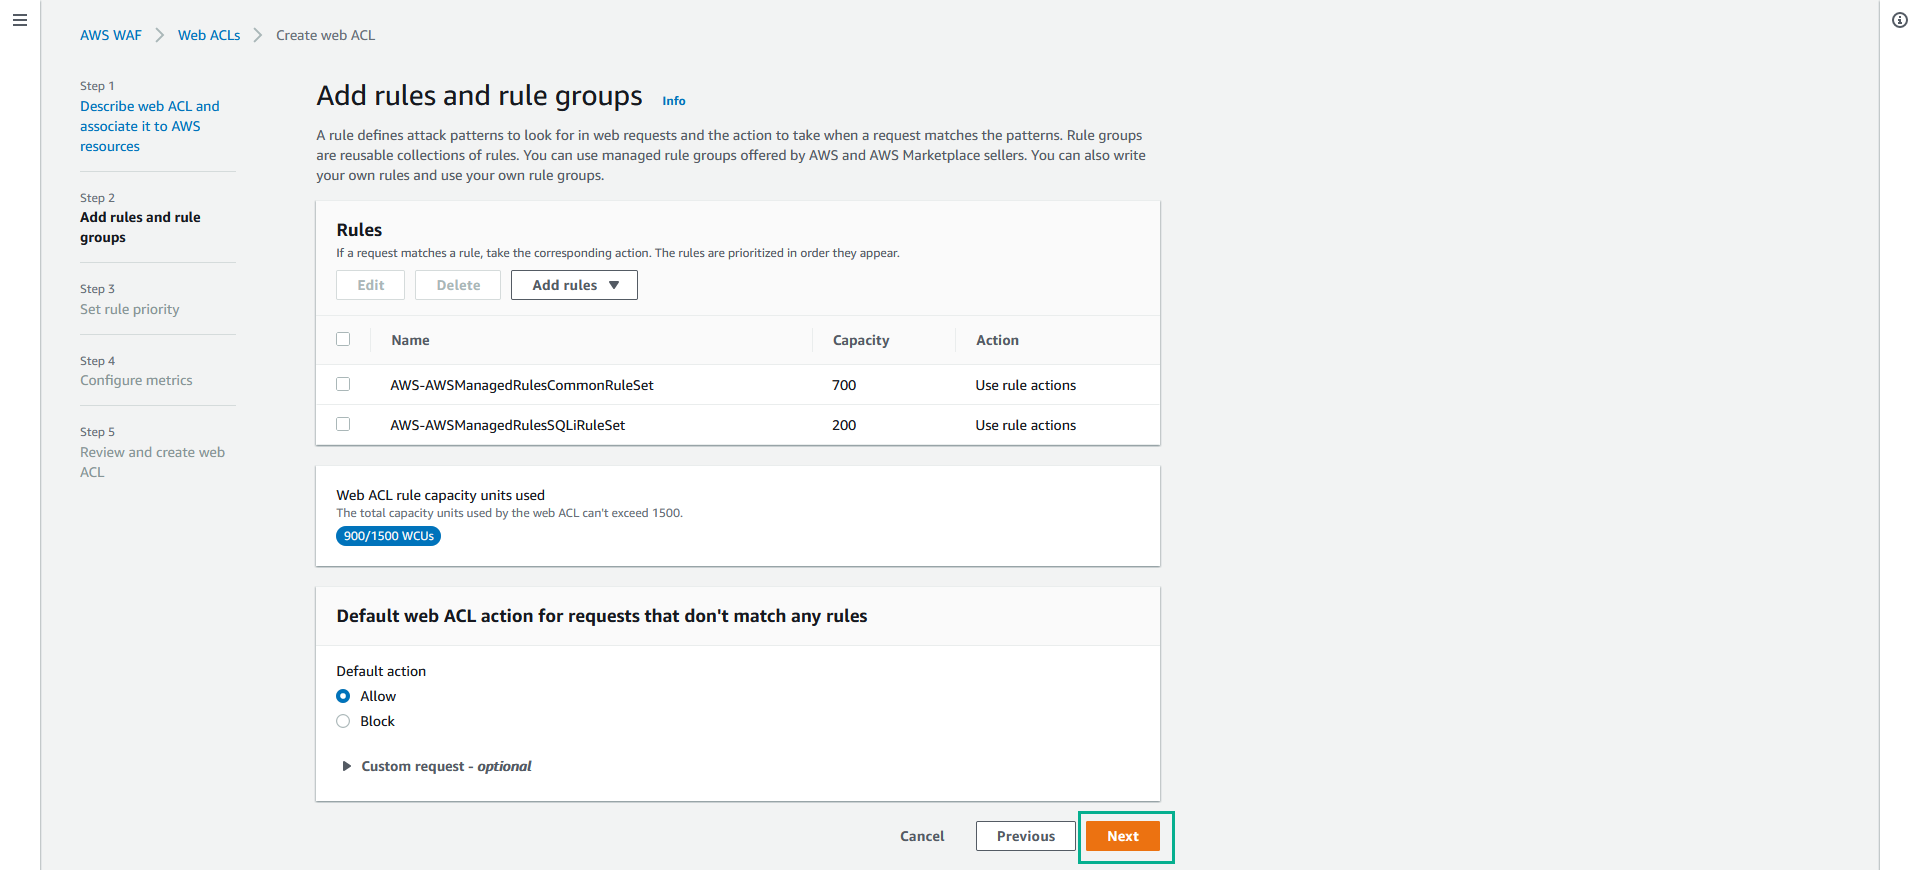 AWS WAF > Web ACLs > Create web ACL
Step 1
Describe web ACL and
associate it to AWS
resources
Step 2
Add rules and rule
groups
Step 3
Set rule priority
Step 4
Configure metrics
Step 5
Review and create web
ACL
Add rules and rule groups Info
A rule defines attack patterns to look for in web requests and the action to take when a request matches the patterns. Rule groups
are reusable collections of rules. You can use managed rule groups offered by AWS and AWS Marketplace sellers. You can also write
your own rules and use your own rule groups.
Rules
If a request matches a rule, take the corresponding action. The rules are prioritized in order they appear.
Edit Delete Add rules
Name Capacity Action
AWS-AWSManagedRulesCommonRuleSet 700 Use rule actions
AWS-AWSManagedRulesSQLiRuleSet 200 Use rule actions
Web ACL rule capacity units used
The total capacity units used by the web ACL can't exceed 1500.
900/1500 WCUs
Default web ACL action for requests that don't match any rules
Default action
Allow
Block
Custom request - optional
Cancel Previous Next